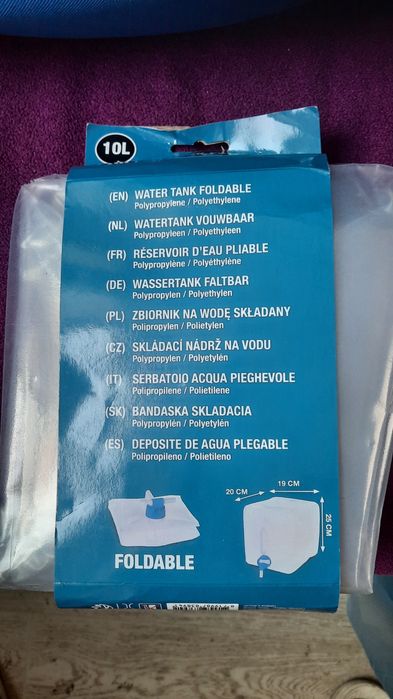 10L
(EN) WATER TANK FOLDABLE
Polypropylene / Polyethylene
(NL) WATERTANK VOUWBAAR
Polypropyleen / Polyethyleen
(FR) RÉSERVOIR D'EAU PLIABLE
Polypropylène / Polyéthylène
(DE) WASSERTANK FALTBAR
Polypropylen / Polyethylen
(PL) ZBIORNIK NA WODĘ SKŁADANY
Polipropylen / Polietylen
(CZ) SKLÁDACÍ NÁDRŽ NA VODU
Polypropylen / Polyetylén
(IT) SERBATOIO ACQUA PIEGHEVOLE
Polipropilene / Polietilene
(SK) BANDASKA SKLADACIA
Polypropylén / Polyetylén
(ES) DEPOSITE DE AGUA PLEGABLE
Polipropileno / Polietileno
20 CM
19 CM
25 CM
FOLDABLE